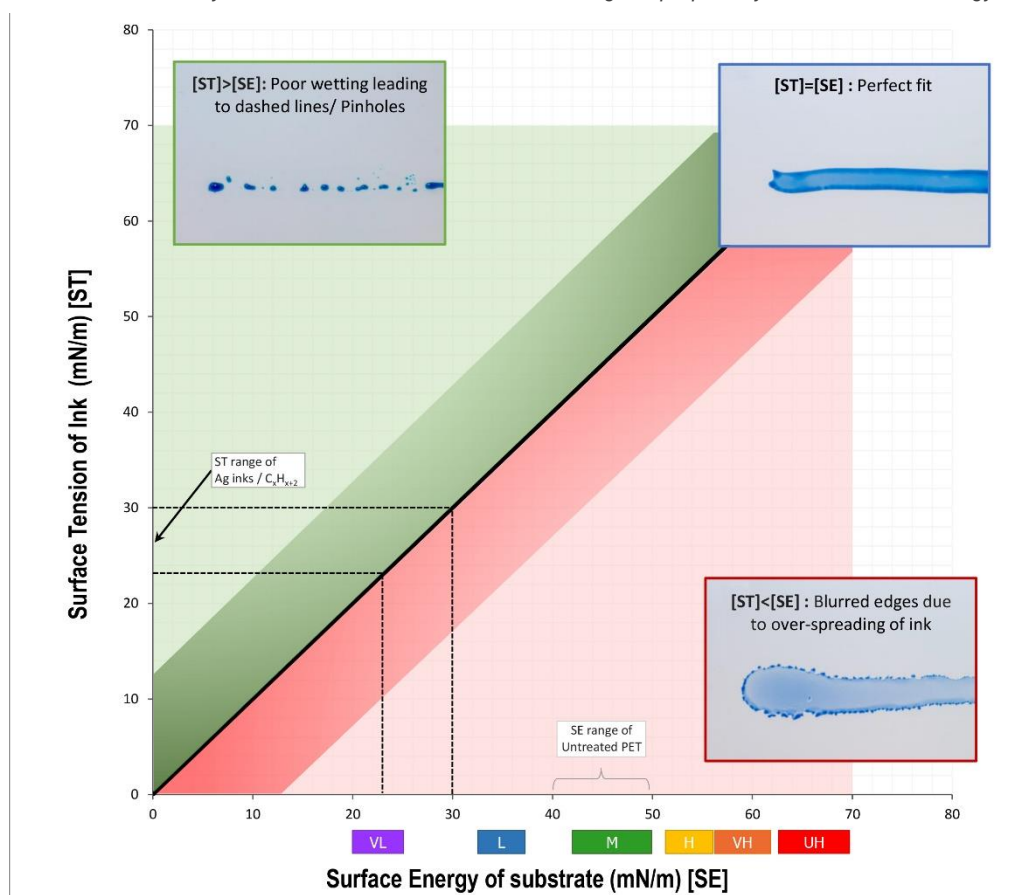 80
70
60
50
40
30
20
10
0
Surface Tension of Ink (mN/m) [ST]
[ST]>[SE]: Poor wetting leading
to dashed lines/ Pinholes
[ST]=[SE] : Perfect fit
ST range of
Ag inks / CxHx+2
[ST]<[SE] : Blurred edges due
to over-spreading of ink
SE range of
Untreated PET
0 10 20 30 40 50 60 70 80
VL L M H VH UH
Surface Energy of substrate (mN/m) [SE]